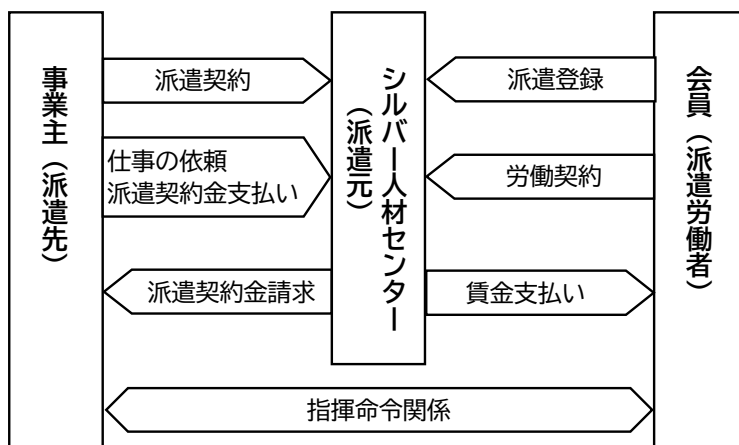 事業主（派遣先）
派遣契約
仕事の依頼
派遣契約金支払い
派遣契約金請求
シルバー人材センター
（派遣元）
派遣登録
労働契約
賃金支払い
会員（派遣労働者）
指揮命令関係